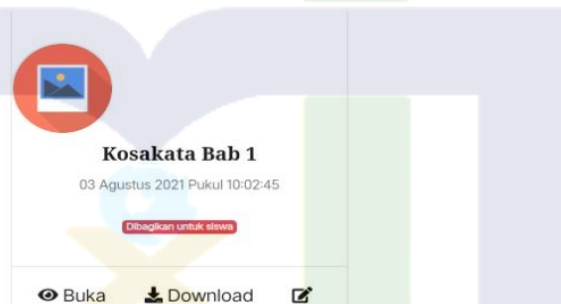 Kosakata Bab 1
03 Agustus 2021 Pukul 10:02:45
Dibagikan untuk siswa
Buka Download